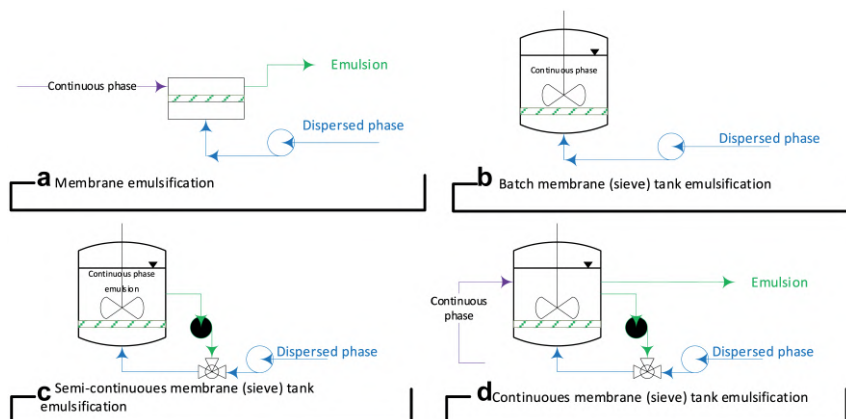 Continuous phase
Emulsion
Dispersed phase
a Membrane emulsification
Continuous phase
Dispersed phase
b Batch membrane (sieve) tank emulsification
Continuous phase
emulsion
Dispersed phase
c Semi-continuoues membrane (sieve) tank
emulsification
Continuous
phase
Emulsion
Dispersed phase
d Continuoues membrane (sieve) tank emulsification